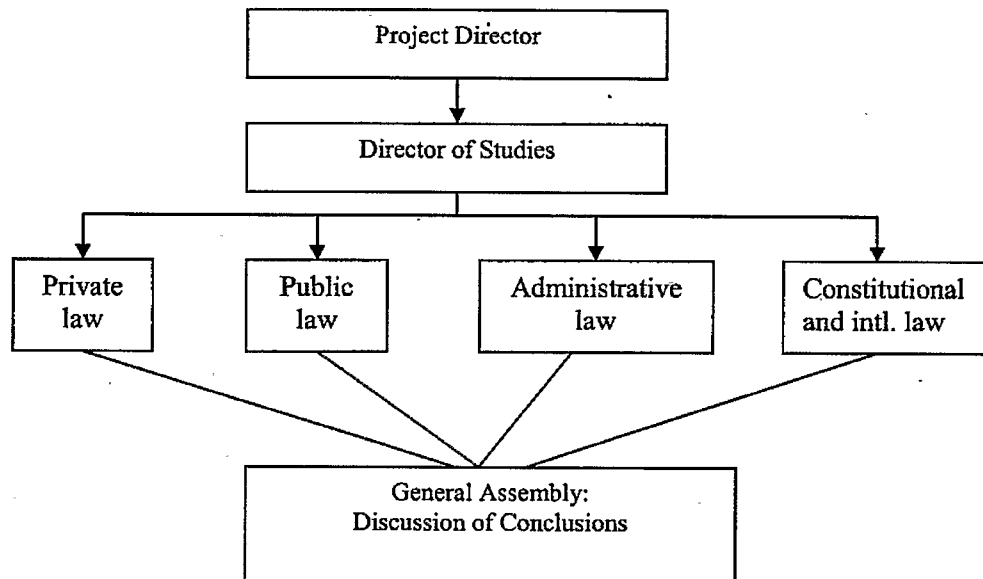 Project Director
Director of Studies
Private
law
Public
law
Administrative
law
Constitutional
and intl. law
General Assembly:
Discussion of Conclusions